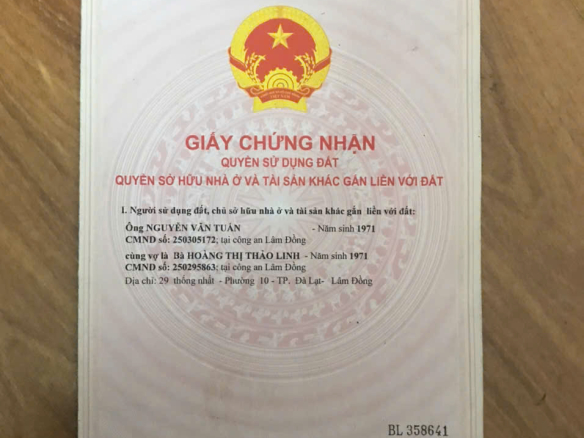 GIẤY CHỨNG NHẬN
QUYỀN SỬ DỤNG ĐẤT
QUYỀN SỞ HỮU NHÀ Ở VÀ TÀI SẢN KHÁC GẮN LIỀN VỚI ĐẤT
I. Người sử dụng đất, chủ sở hữu nhà ở và tài sản khác gắn liền với đất:
Ông NGUYỄN VĂN TUẤN - Năm sinh 1971
CMND số: 250305172; tại công an Lâm Đồng
cùng vợ là Bà HOÀNG THỊ THẢO LINH - Năm sinh 1971
CMND số: 250295863; tại công an Lâm Đồng
Địa chỉ: 29 thống nhất - Phường 10 - TP. Đà Lạt- Lâm Đồng
BL 358641